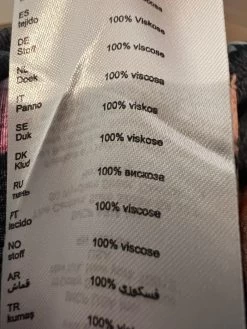 ES
tejido
DE
Stoff
100% Viskose
NL
Doek
100% viscose
IT
Panno
100% viscose
SE
Duk
100% viskos
DK
Klud
100% viskose
RU
100% вискоза
PT
tecido
100% viscose
NO
stoff
100% viscose
AR
قماش
100% فسكوزي
TR
kumaş